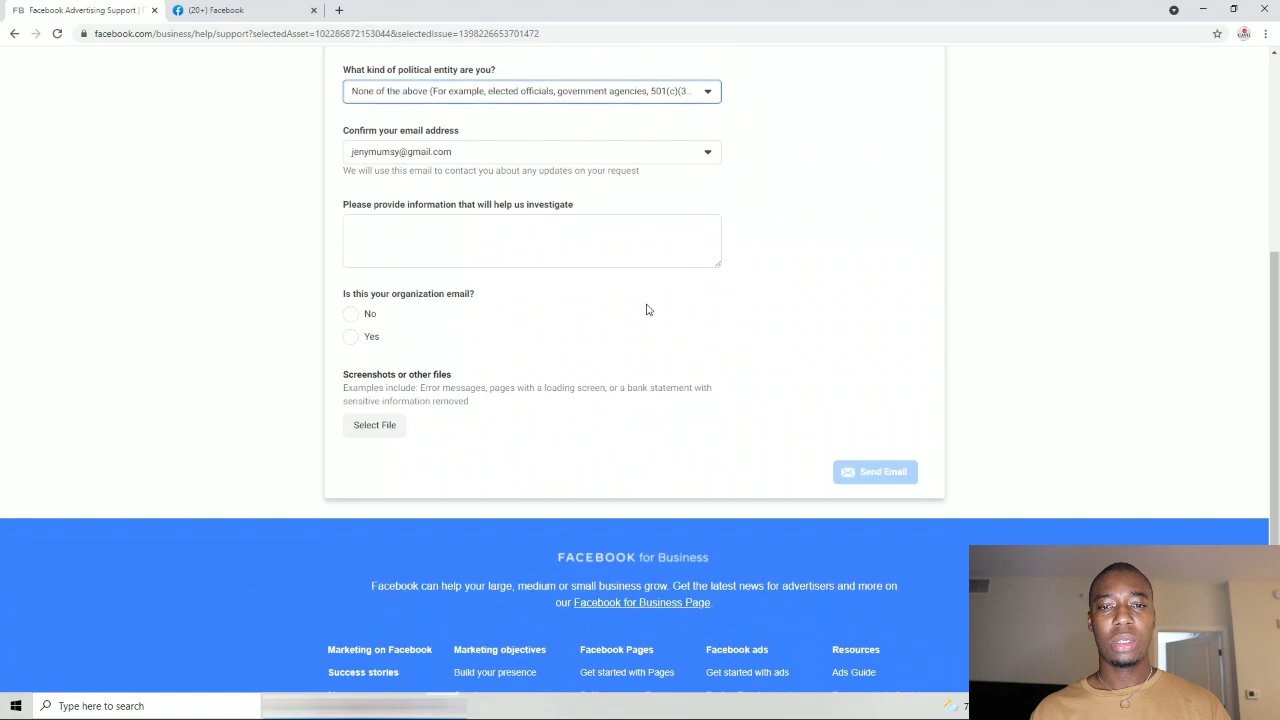 FB Facebook Advertising Support
(20+) Facebook
facebook.com/business/help/support?selectedAsset=102286872153044&selectedIssue=1398226653701472
What kind of political entity are you?
None of the above (For example, elected officials, government agencies, 501(c)(3...
Confirm your email address
jenymumsy@gmail.com
We will use this email to contact you about any updates on your request
Please provide information that will help us investigate
Is this your organization email?
No
Yes
Screenshots or other files
Examples include: Error messages, pages with a loading screen, or a bank statement with
sensitive information removed
Select File
Send Email
FACEBOOK for Business
Facebook can help your large, medium or small business grow. Get the latest news for advertisers and more on
our Facebook for Business Page.
Marketing on Facebook Marketing objectives Facebook Pages Facebook ads Resources
Success stories Build your presence Get started with Pages Get started with ads Ads Guide
Type here to search
7